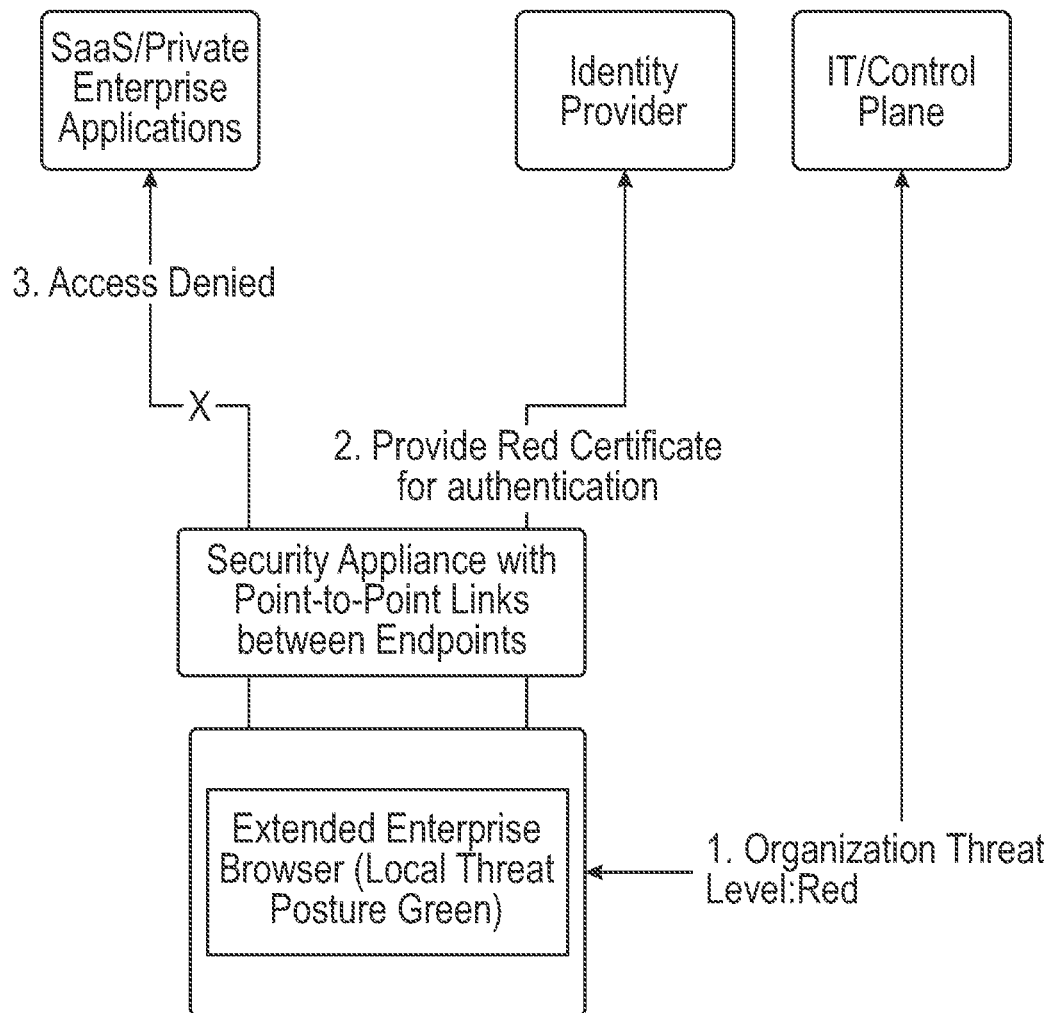 SaaS/Private
Enterprise
Applications
Identity
Provider
IT/Control
Plane
3. Access Denied
X
2. Provide Red Certificate
for authentication
Security Appliance with
Point-to-Point Links
between Endpoints
Extended Enterprise
Browser (Local Threat
Posture Green)
1. Organization Threat
Level:Red